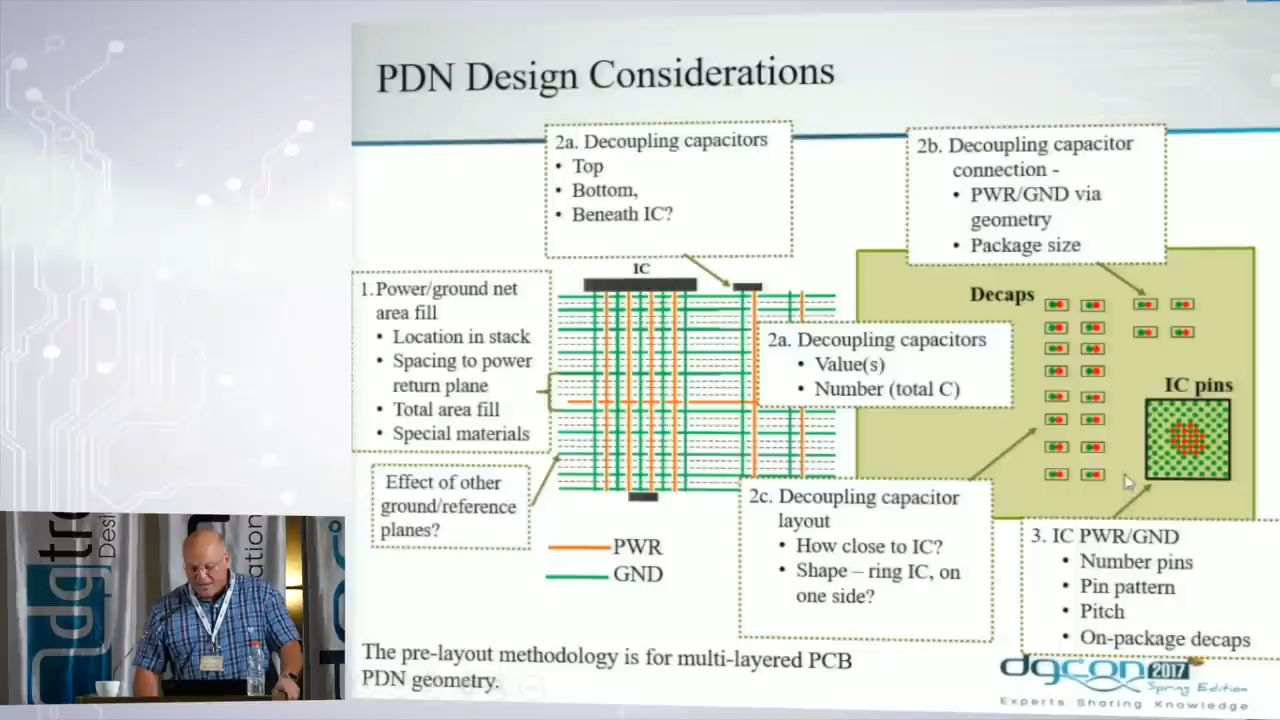 PDN Design Considerations
2a. Decoupling capacitors
• Top
• Bottom,
• Beneath IC?
2b. Decoupling capacitor
connection -
• PWR/GND via
geometry
• Package size
IC
1. Power/ground net
area fill
• Location in stack
• Spacing to power
return plane
• Total area fill
• Special materials
Decaps
2a. Decoupling capacitors
• Value(s)
• Number (total C)
IC pins
Effect of other
ground/reference
planes?
2c. Decoupling capacitor
layout
• How close to IC?
• Shape – ring IC, on
one side?
PWR
GND
3. IC PWR/GND
• Number pins
• Pin pattern
• Pitch
• On-package decaps
The pre-layout methodology is for multi-layered PCB
PDN geometry.
dgcon 2017
Spring Edition
Experts Sharing Knowledge